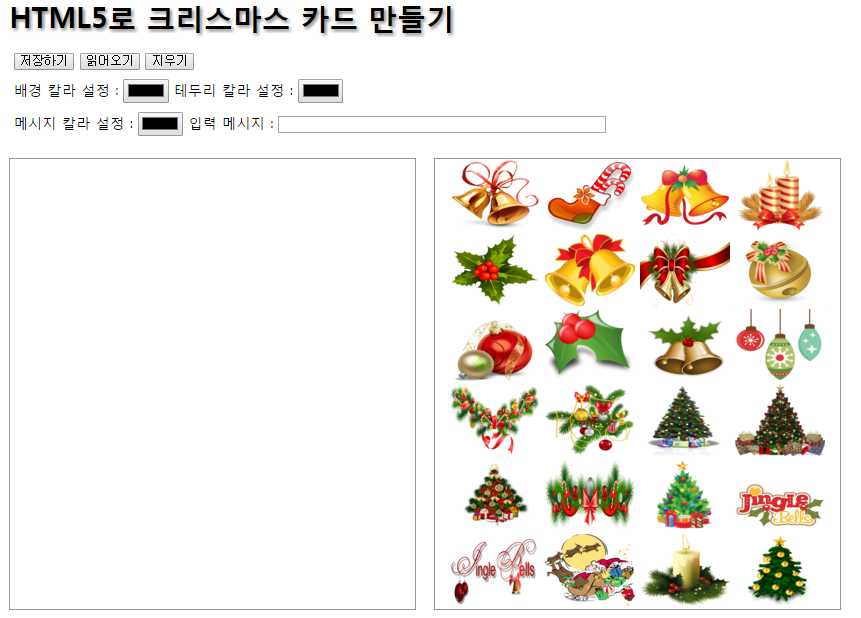 HTML5로 크리스마스 카드 만들기
저장하기 읽어오기 지우기
배경 칼라 설정 : 테두리 칼라 설정 :
메시지 칼라 설정 : 입력 메시지 :
Jingle
Bells
Jingle Bells